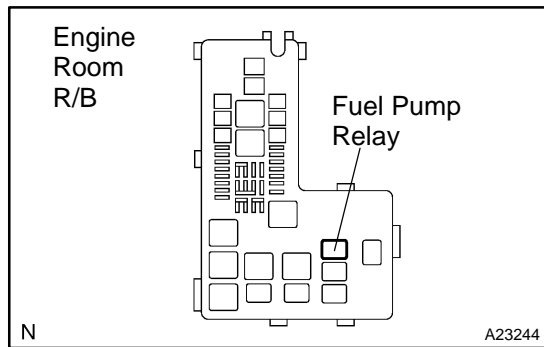 Engine
Room
R/B
Fuel Pump
Relay
N
A23244